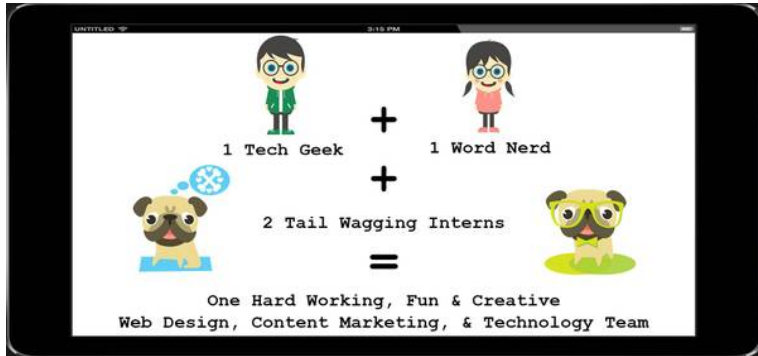 UNTITLED 3:15 PM
1 Tech Geek + 1 Word Nerd
+
2 Tail Wagging Interns
=
One Hard Working, Fun & Creative
Web Design, Content Marketing, & Technology Team